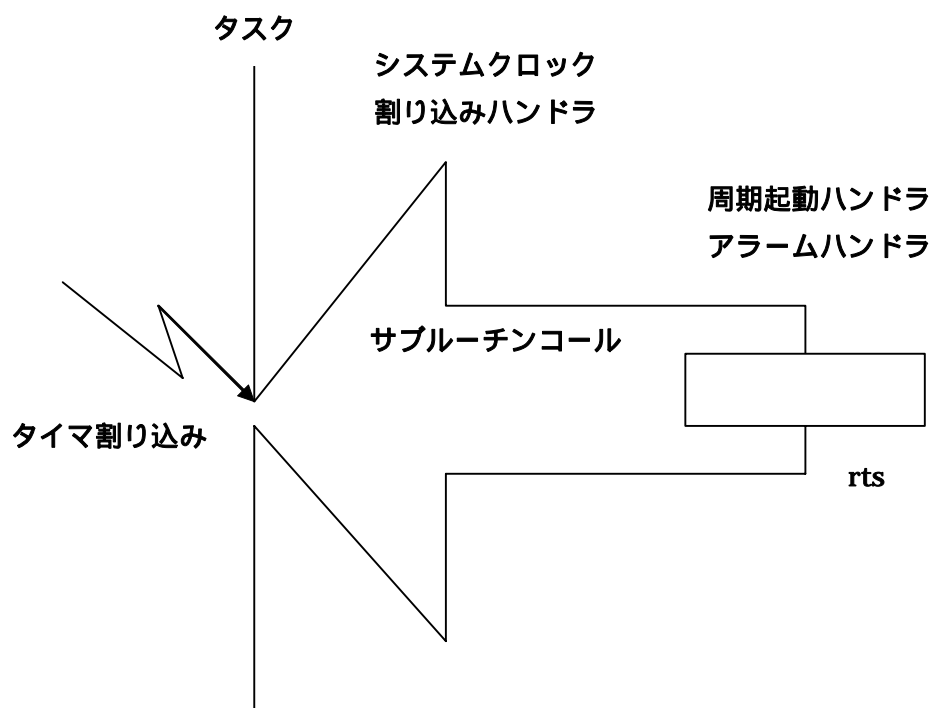 タスク
システムクロック
割り込みハンドラ
周期起動ハンドラ
アラームハンドラ
サブルーチンコール
タイマ割り込み
rts